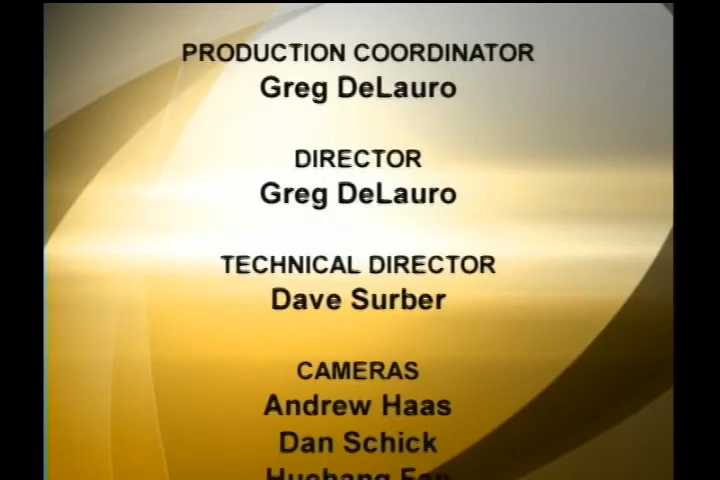 PRODUCTION COORDINATOR
Greg DeLauro
DIRECTOR
Greg DeLauro
TECHNICAL DIRECTOR
Dave Surber
CAMERAS
Andrew Haas
Dan Schick